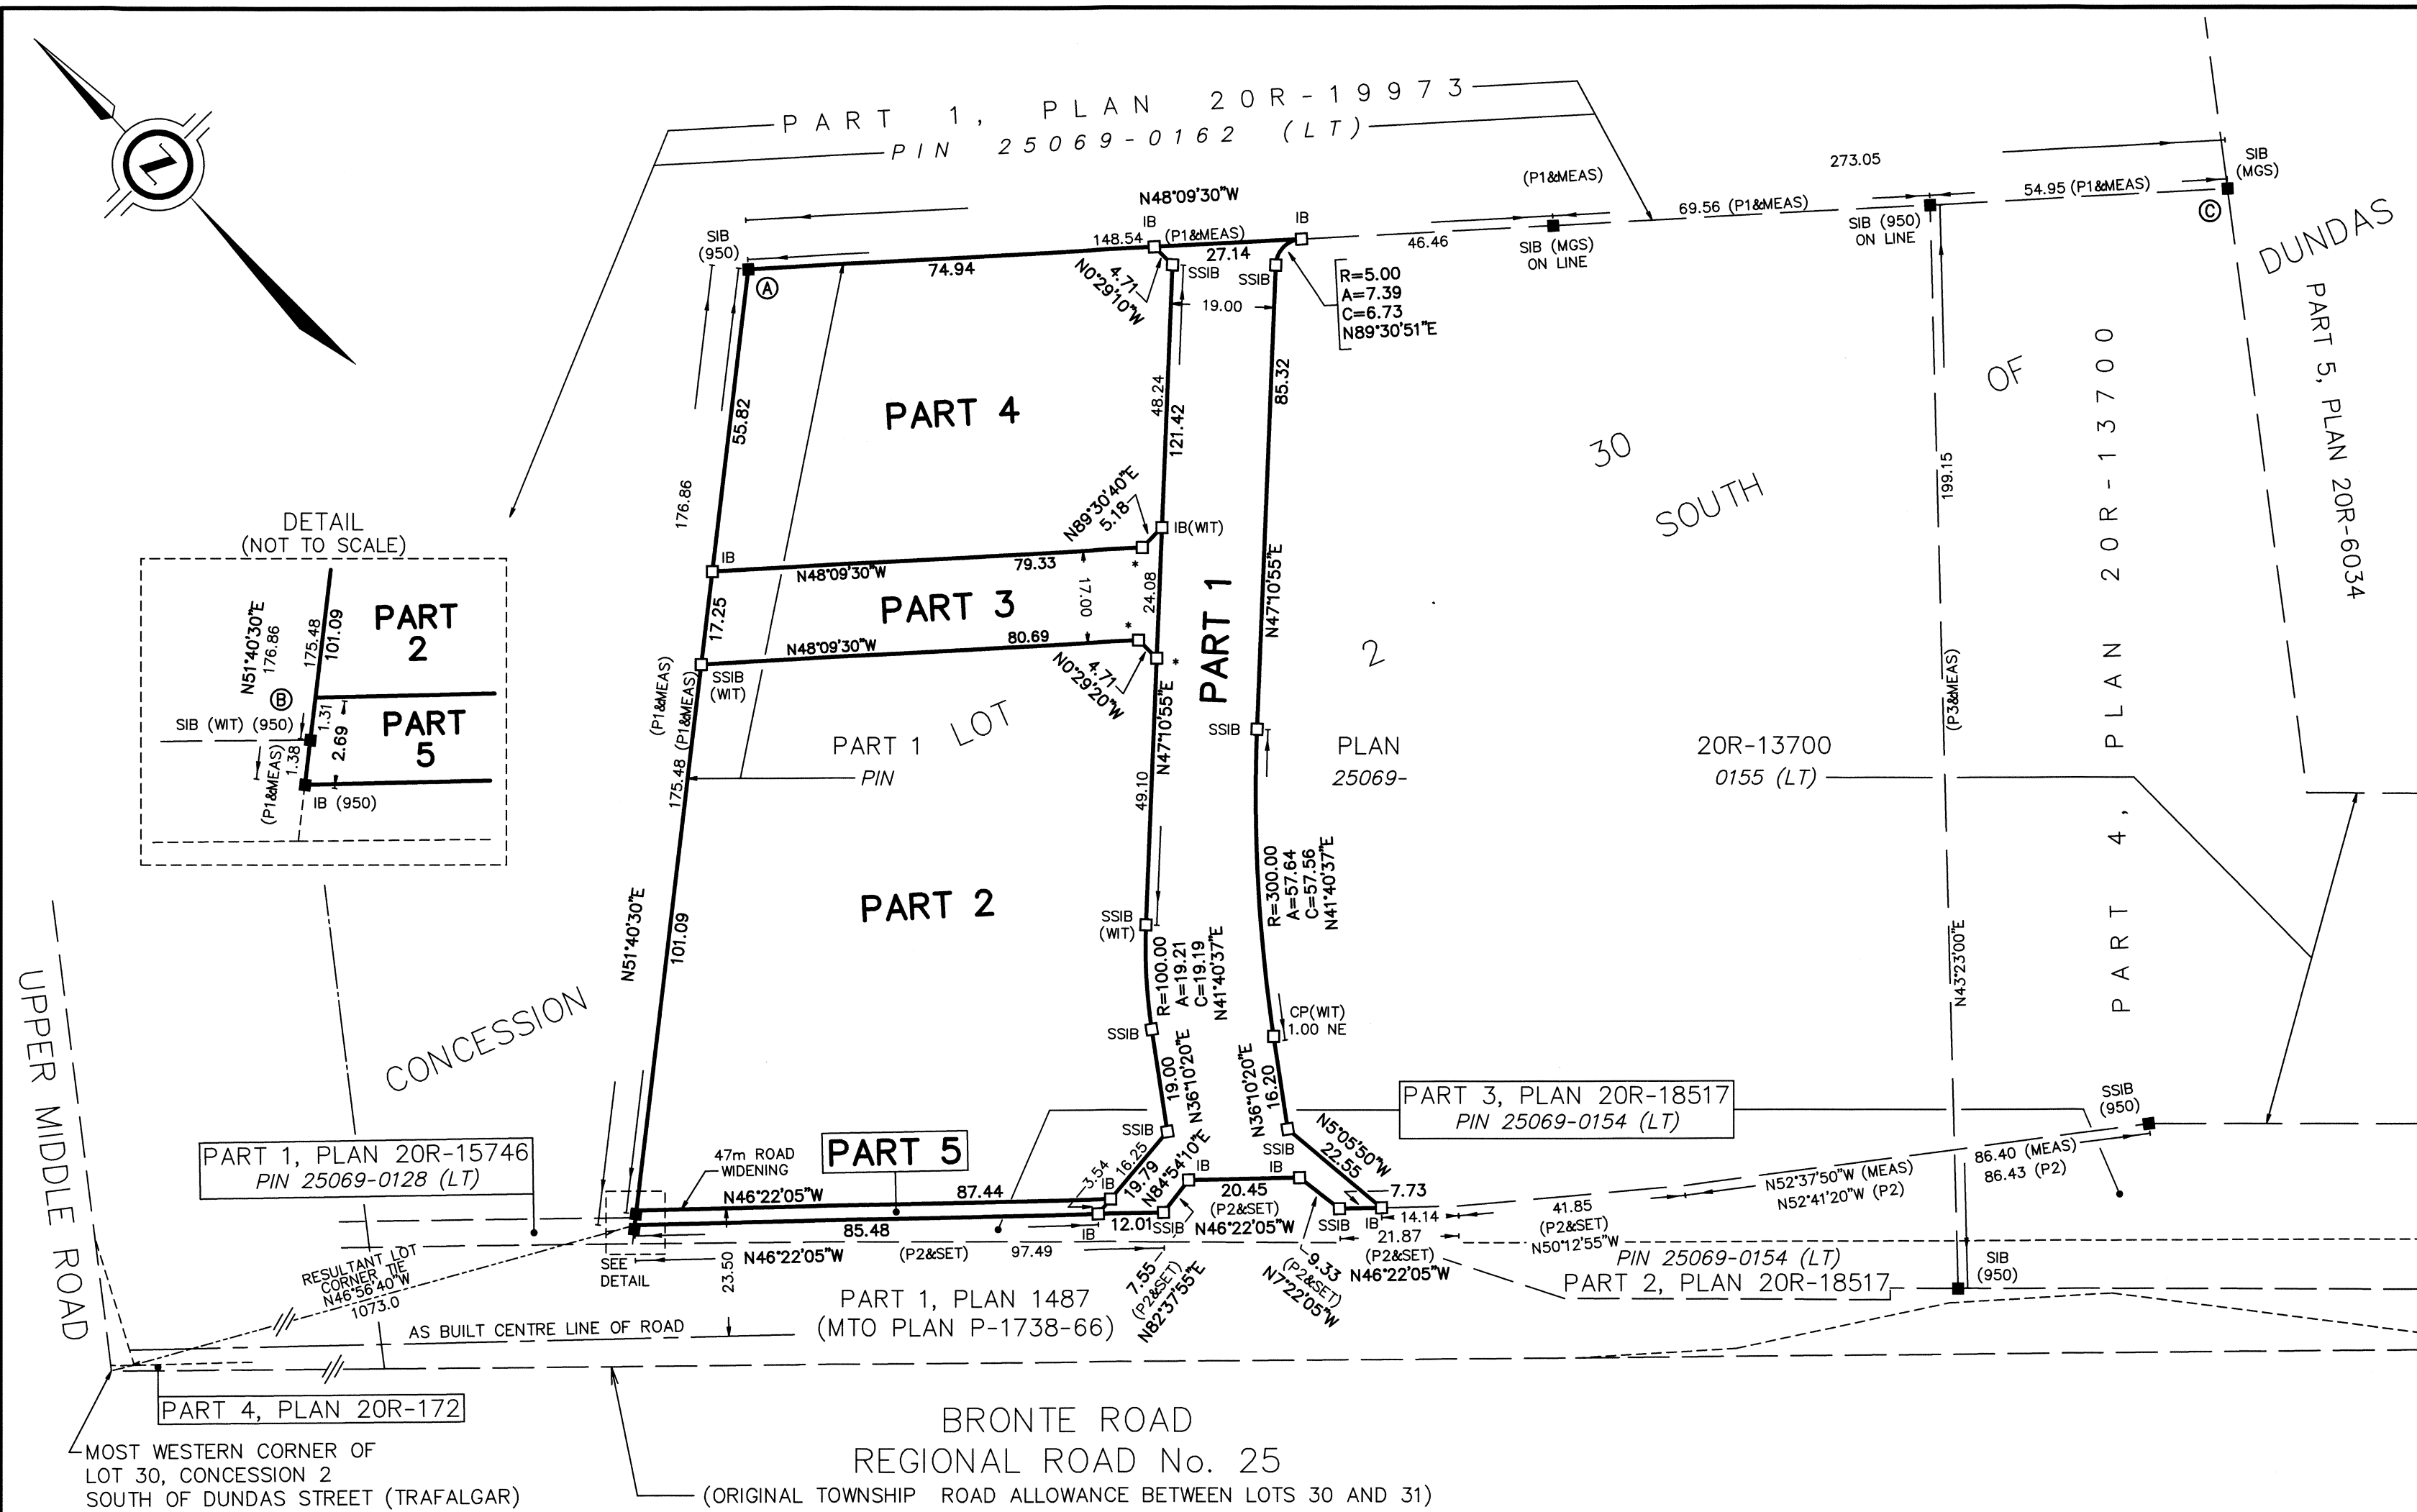 PART 1, PLAN 20R-19973
PIN 25069-0162 (LT)
N48°09'30"W
IB
IB
148.54
(P1&MEAS)
74.94
27.14
SIB
(950)
A
4.71
N0°29'10"W
SSIB
SSIB
19.00
R=5.00
A=7.39
C=6.73
N89°30'51"E
46.46
(P1&MEAS)
SIB (MGS)
ON LINE
69.56 (P1&MEAS)
273.05
SIB (950)
ON LINE
54.95 (P1&MEAS)
SIB
(MGS)
C
DUNDAS
PART 5, PLAN 20R-6034
OF
30
SOUTH
2
LOT
CONCESSION
PART 4, PLAN 20R-13700
199.15
(P3&MEAS)
N43°23'00"E
55.82
176.86
PART 4
48.24
121.42
85.32
N89°30'40"E
5.18
IB(WIT)
IB
N48°09'30"W
79.33
*
17.00
24.08
17.25
PART 3
N48°09'30"W
80.69
*
4.71
N0°29'20"W
*
SSIB
(WIT)
(P1&MEAS)
175.48 (P1&MEAS)
PART 1
N47°10'55"E
N47°10'55"E
SSIB
49.10
PART 1
PIN
PLAN
25069-
20R-13700
0155 (LT)
DETAIL
(NOT TO SCALE)
N51°40'30"E
176.86
175.48
101.09
PART
2
B
SIB (WIT) (950)
1.31
2.69
PART
5
(P1&MEAS)
1.38
IB (950)
PART 2
N51°40'30"E
101.09
SSIB
(WIT)
R=100.00
A=19.21
C=19.19
N41°40'37"E
R=300.00
A=57.64
C=57.56
N41°40'37"E
SSIB
CP(WIT)
1.00 NE
19.00
N36°10'20"E
N36°10'20"E
16.20
SSIB
SSIB
N5°05'50"W
22.55
UPPER MIDDLE ROAD
PART 1, PLAN 20R-15746
PIN 25069-0128 (LT)
47m ROAD
WIDENING
PART 5
N46°22'05"W
87.44
3.54
16.25
19.79
N84°54'10"E
IB
IB
IB
20.45
(P2&SET)
N46°22'05"W
7.73
PART 3, PLAN 20R-18517
PIN 25069-0154 (LT)
SSIB
(950)
86.40 (MEAS)
86.43 (P2)
N52°37'50"W (MEAS)
N52°41'20"W (P2)
41.85
(P2&SET)
N50°12'55"W
85.48
IB
12.01
SSIB
SSIB
IB
14.14
21.87
(P2&SET)
N46°22'05"W
N46°22'05"W
(P2&SET)
97.49
23.50
SEE
DETAIL
7.55
(P2&SET)
N82°37'55"E
9.33
(P2&SET)
N7°22'05"W
PIN 25069-0154 (LT)
PART 2, PLAN 20R-18517
SIB
(950)
RESULTANT LOT
CORNER TIE
N46°56'40"W
1073.0
AS BUILT CENTRE LINE OF ROAD
PART 1, PLAN 1487
(MTO PLAN P-1738-66)
PART 4, PLAN 20R-172
MOST WESTERN CORNER OF
LOT 30, CONCESSION 2
SOUTH OF DUNDAS STREET (TRAFALGAR)
BRONTE ROAD
REGIONAL ROAD No. 25
(ORIGINAL TOWNSHIP ROAD ALLOWANCE BETWEEN LOTS 30 AND 31)